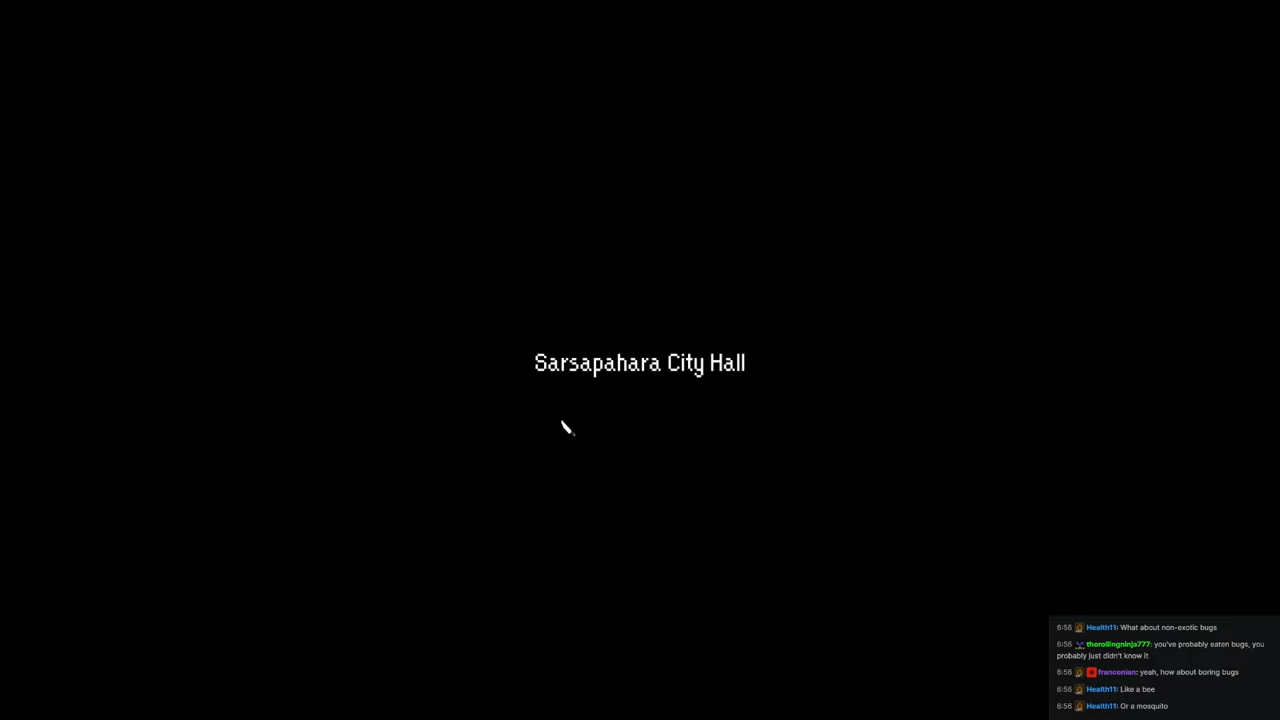 Sarsapahara City Hall
6:56 Health11: What about non-exotic bugs
6:56 therollingninja777: you've probably eaten bugs, you
probably just didn't know it
6:56 franconian: yeah, how about boring bugs
6:56 Health11: Like a bee
6:56 Health11: Or a mosquito